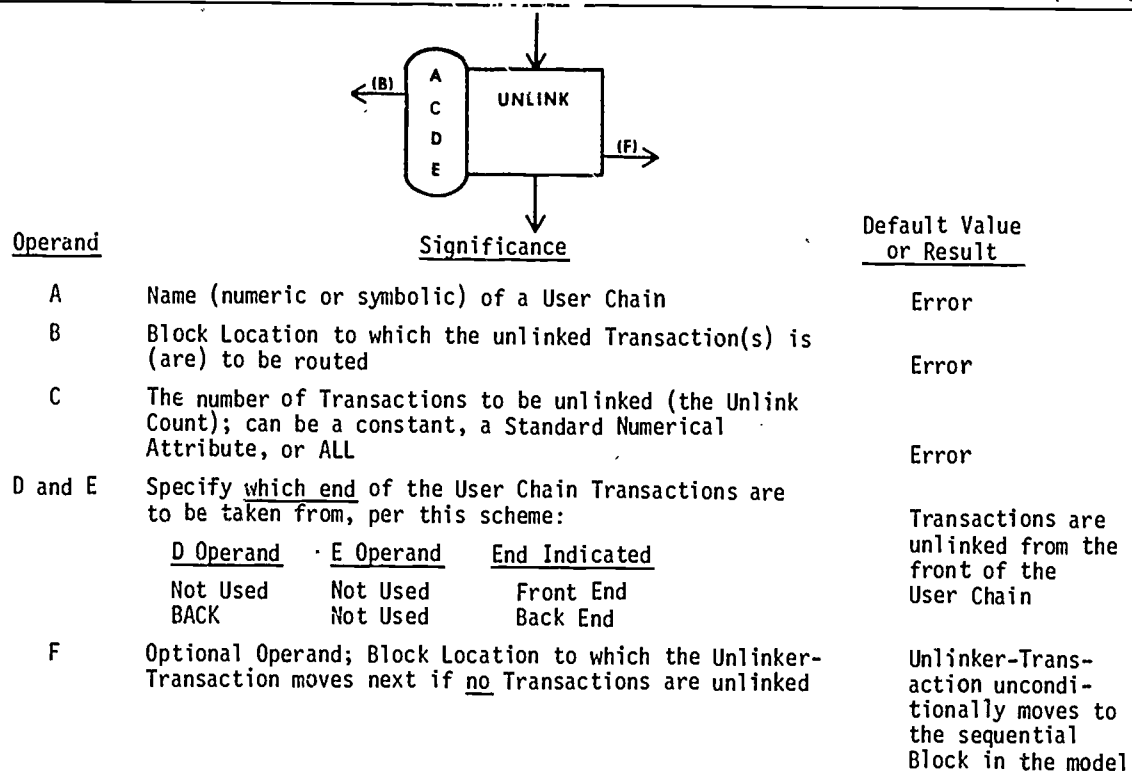 (B)
A
C
D
E
UNLINK
(F)
Operand Significance Default Value or Result
A Name (numeric or symbolic) of a User Chain Error
B Block Location to which the unlinked Transaction(s) is
(are) to be routed Error
C The number of Transactions to be unlinked (the Unlink
Count); can be a constant, a Standard Numerical
Attribute, or ALL Error
D and E Specify which end of the User Chain Transactions are
to be taken from, per this scheme:
D Operand E Operand End Indicated
Not Used Not Used Front End
BACK Not Used Back End
Transactions are
unlinked from the
front of the
User Chain
F Optional Operand; Block Location to which the Unlinker-
Transaction moves next if no Transactions are unlinked
Unlinker-Trans-
action uncondi-
tionally moves to
the sequential
Block in the model